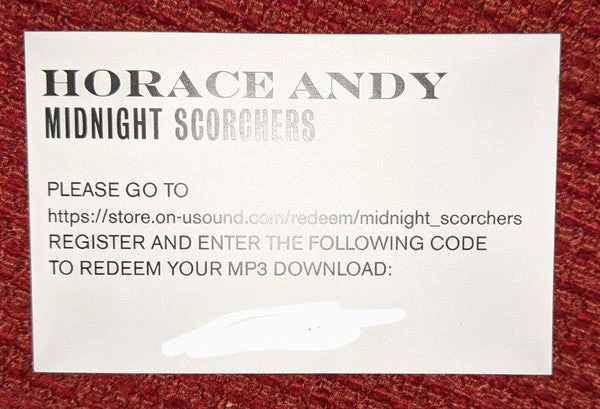 HORACE ANDY
MIDNIGHT SCORCHERS
PLEASE GO TO
https://store.on-usound.com/redeem/midnight_scorchers
REGISTER AND ENTER THE FOLLOWING CODE
TO REDEEM YOUR MP3 DOWNLOAD: